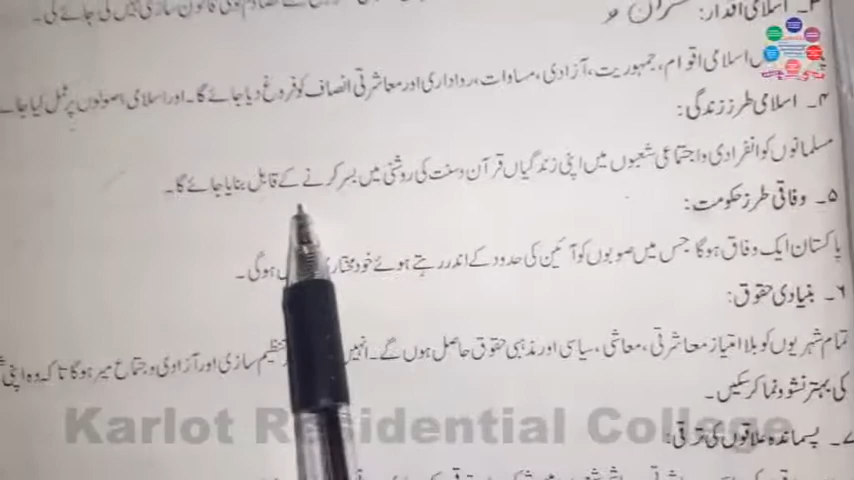 ۳۔ اسلامی اقدار:
اسلامی اقوام، جمہوریت، آزادی، مساوات، رواداری اور معاشرتی انصاف کو فروغ دیا جائے گا۔ اور اسلامی اصولوں پر عمل کیا جائے
۴۔ اسلامی طرز زندگی:
مسلمانوں کو انفرادی و اجتماعی شعبوں میں اپنی زندگیاں قرآن و سنت کی روشنی میں بسر کرنے کے قابل بنایا جائے گا۔
۵۔ وفاقی طرز حکومت:
پاکستان ایک وفاق ہوگا جس میں صوبوں کو آئین کی حدود کے اندر رہتے ہوئے خود مختاری ہوگی۔
۶۔ بنیادی حقوق:
تمام شہریوں کو بلا امتیاز معاشرتی، معاشی، سیاسی اور مذہبی حقوق حاصل ہوں گے۔ انہیں تنظیم سازی اور آزادی و اجتماع میسر ہوگا تاکہ وہ اپنی
کی بہتر نشوونما کر سکیں۔
۷۔ پسماندہ علاقوں کی ترقی:
Karlot Residential College